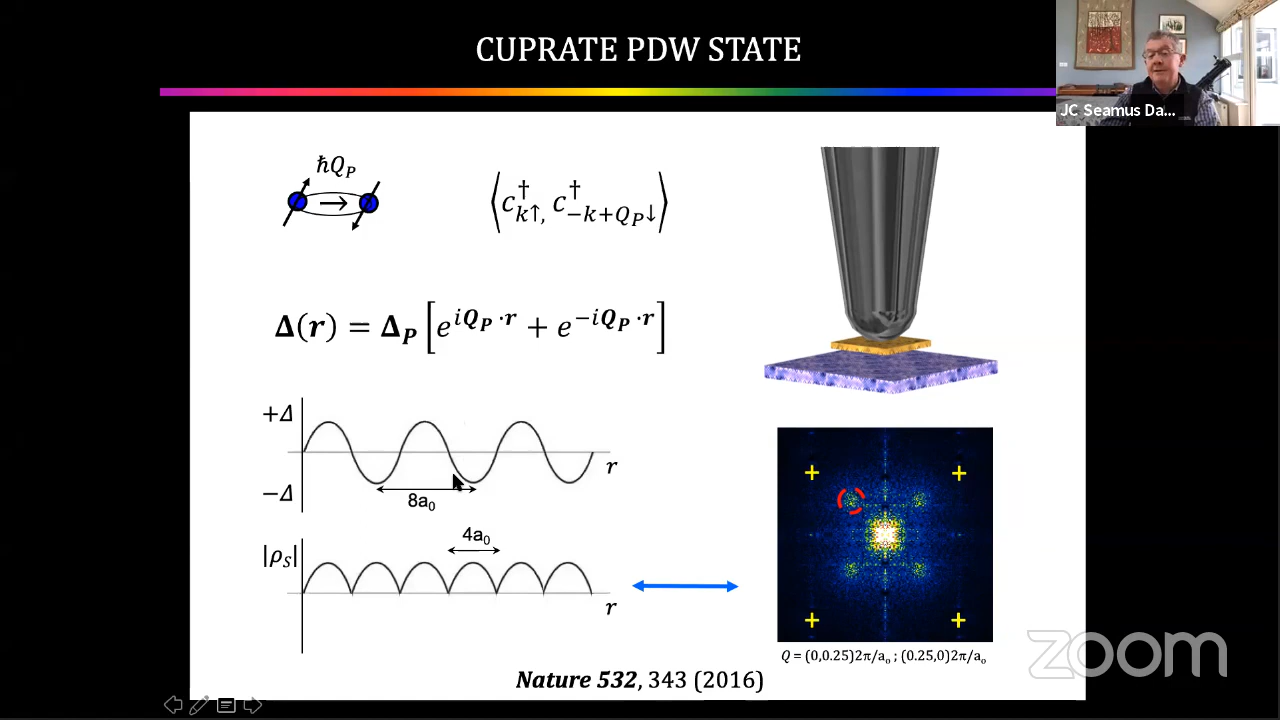 CUPRATE PDW STATE
JC Seamus Da...
ℏQ_P
⟨c†_{k↑,} c†_{−k+Q_P↓}⟩
Δ(r) = Δ_P [e^{iQ_P·r} + e^{−iQ_P·r}]
+Δ
−Δ
r
8a₀
4a₀
|ρ_S|
r
Q = (0,0.25)2π/a₀ ; (0.25,0)2π/a₀
Nature 532, 343 (2016)
zoom